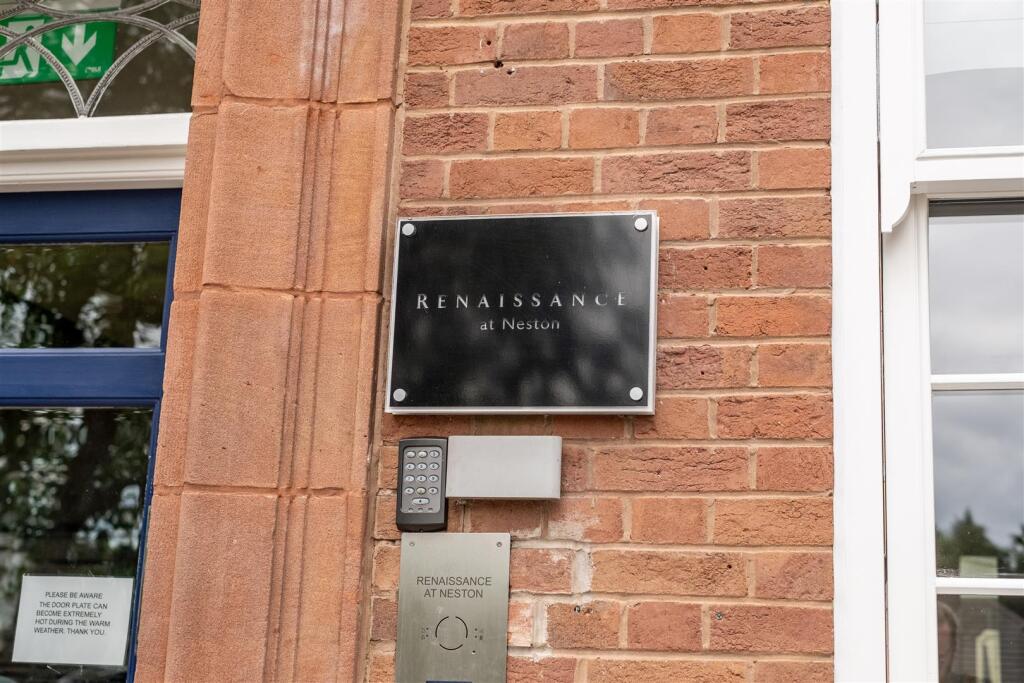 RENAISSANCE
at Neston
RENAISSANCE
AT NESTON
PLEASE BE AWARE
THE DOOR PLATE CAN
BECOME EXTREMELY
HOT DURING THE WARM
WEATHER. THANK YOU.